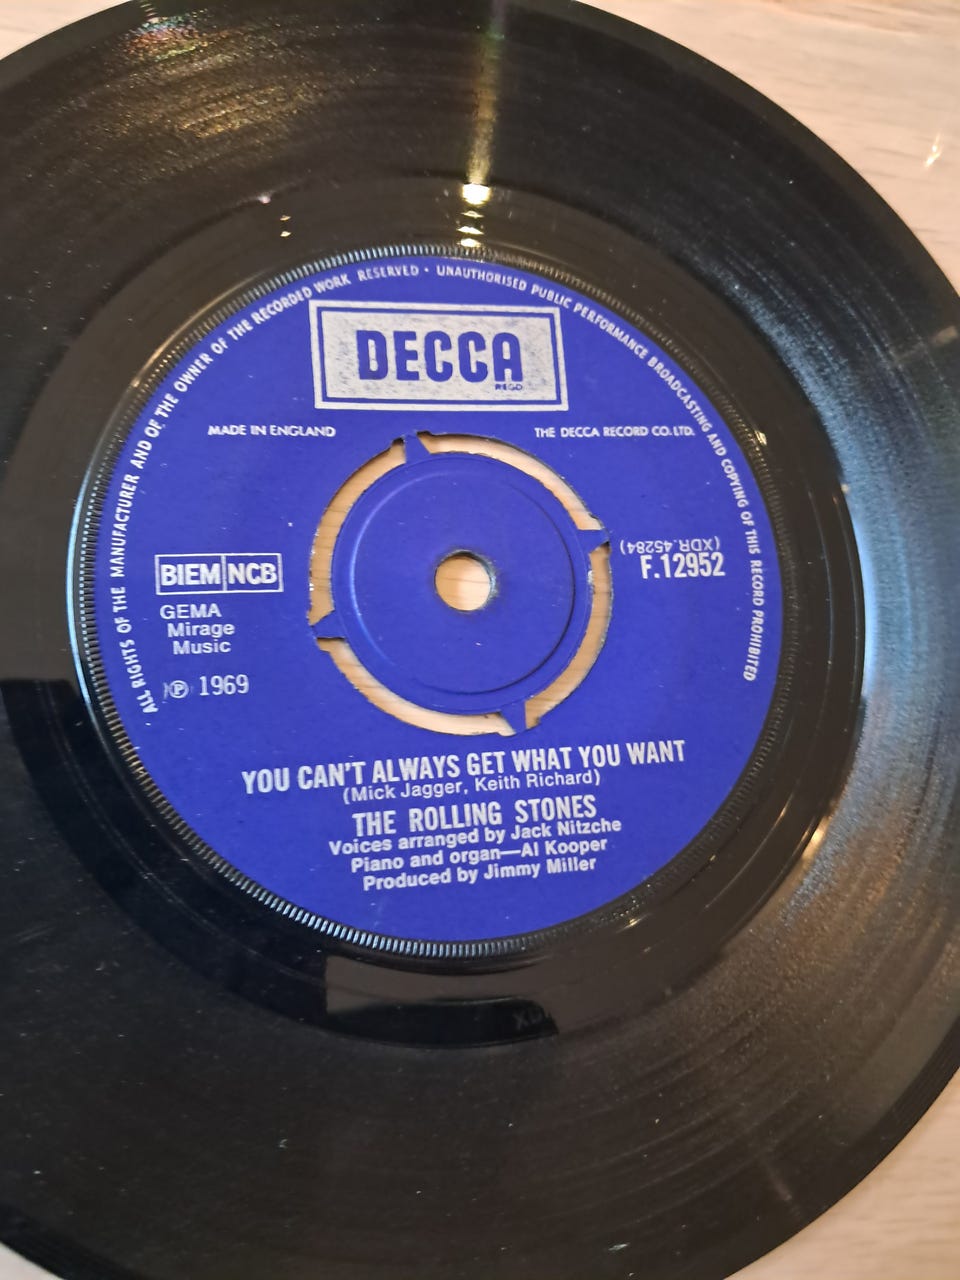 ALL RIGHTS OF THE MANUFACTURER AND OF THE OWNER OF THE RECORDED WORK RESERVED · UNAUTHORISED PUBLIC PERFORMANCE BROADCASTING AND COPYING OF THIS RECORD PROHIBITED
DECCA
REGD
MADE IN ENGLAND
THE DECCA RECORD CO. LTD.
(XDR.45284)
F.12952
BIEM NCB
GEMA
Mirage
Music
℗ 1969
YOU CAN'T ALWAYS GET WHAT YOU WANT
(Mick Jagger, Keith Richard)
THE ROLLING STONES
Voices arranged by Jack Nitzche
Piano and organ—Al Kooper
Produced by Jimmy Miller